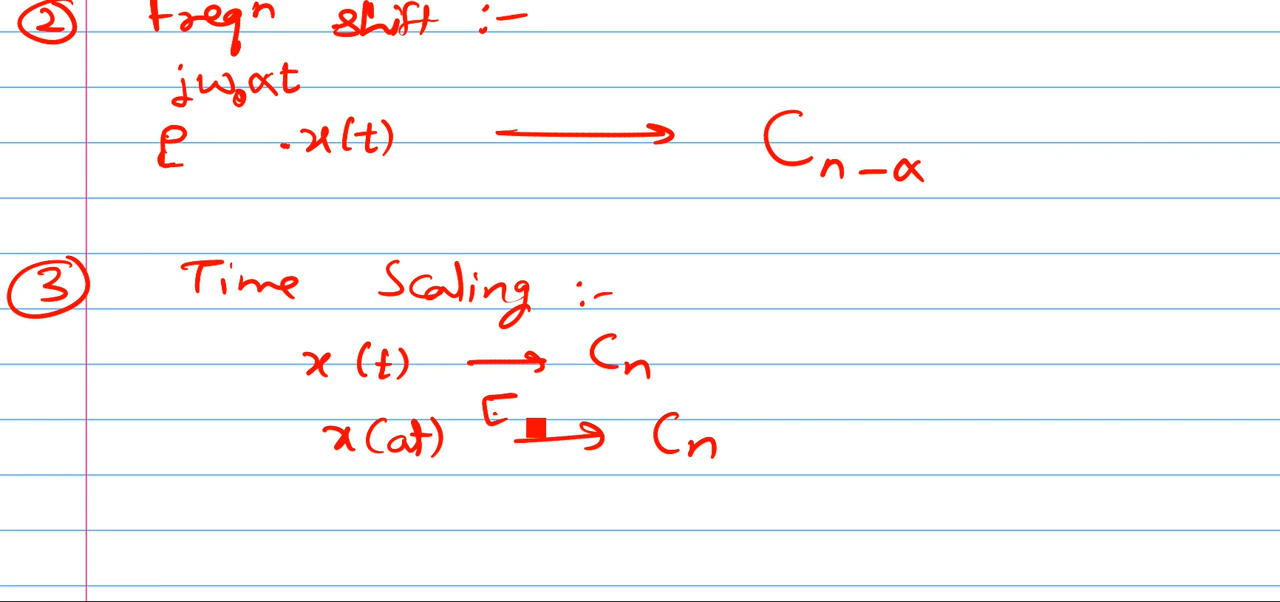 ② freqn shift :-
jω₀αt
e . x(t) ⟶ Cn-α
③ Time Scaling :-
x(t) ⟶ Cn
x(at) ⟶ Cn